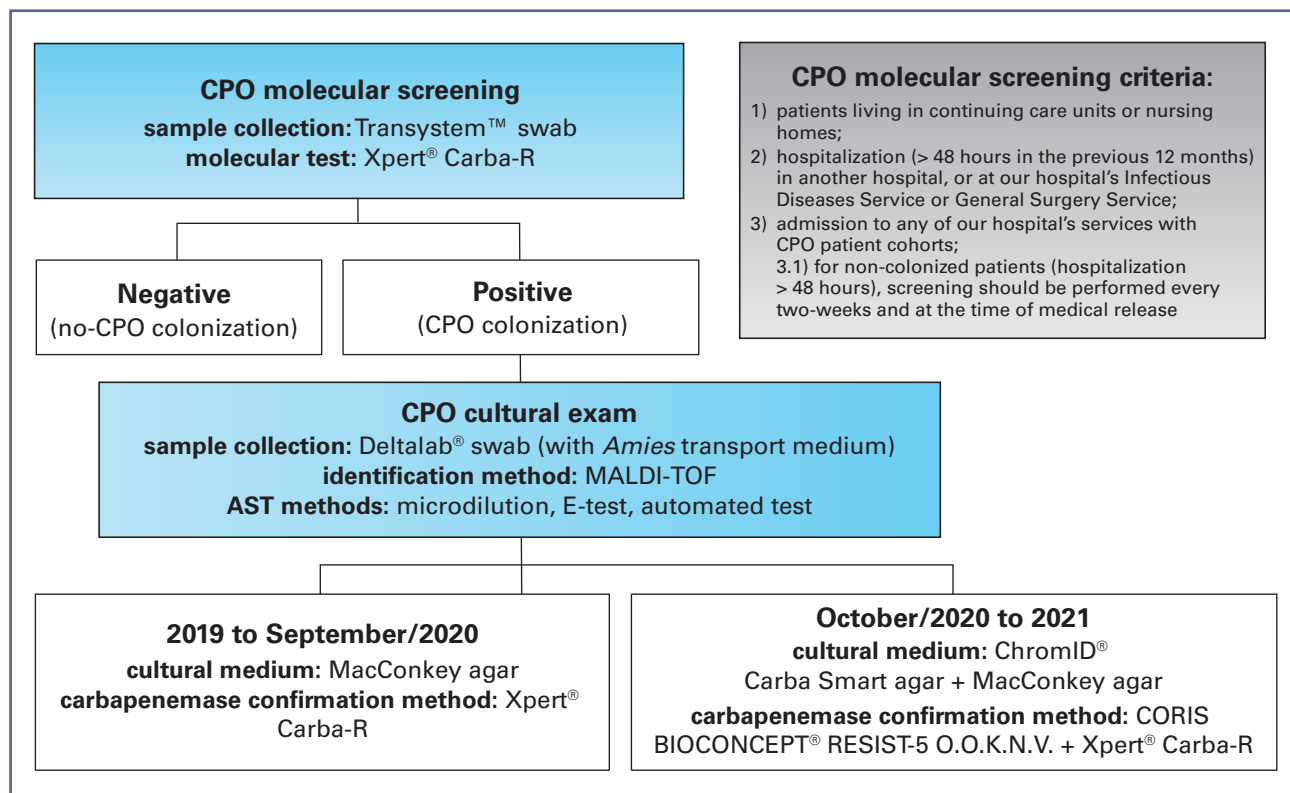 CPO molecular screening
sample collection: Transystem™ swab
molecular test: Xpert® Carba-R
CPO molecular screening criteria:
1) patients living in continuing care units or nursing
homes;
2) hospitalization (> 48 hours in the previous 12 months)
in another hospital, or at our hospital's Infectious
Diseases Service or General Surgery Service;
3) admission to any of our hospital's services with
CPO patient cohorts;
3.1) for non-colonized patients (hospitalization
> 48 hours), screening should be performed every
two-weeks and at the time of medical release
Negative
(no-CPO colonization)
Positive
(CPO colonization)
CPO cultural exam
sample collection: Deltalab® swab (with Amies transport medium)
identification method: MALDI-TOF
AST methods: microdilution, E-test, automated test
2019 to September/2020
cultural medium: MacConkey agar
carbapenemase confirmation method: Xpert®
Carba-R
October/2020 to 2021
cultural medium: ChromID®
Carba Smart agar + MacConkey agar
carbapenemase confirmation method: CORIS
BIOCONCEPT® RESIST-5 O.O.K.N.V. + Xpert® Carba-R